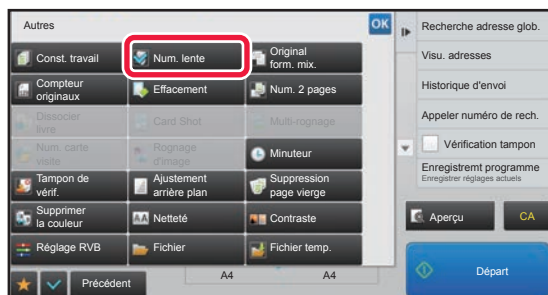 Autres
OK
Const. travail
Num. lente
Original
form. mix.
Compteur
originaux
Effacement
Num. 2 pages
Dissocier
livre
Card Shot
Multi-rognage
Num. carte
visite
Rognage
d'image
Minuteur
Tampon de
vérif.
Ajustement
arrière plan
Suppression
page vierge
Supprimer
la couleur
AA Netteté
Contraste
Réglage RVB
Fichier
Fichier temp.
Précédent
A4
A4
Recherche adresse glob.
Visu. adresses
Historique d'envoi
Appeler numéro de rech.
Vérification tampon
Enregistremt programme
Enregistrer réglages actuels
Aperçu
CA
Départ